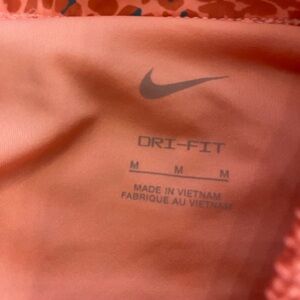 DRI-FIT
M M M
MADE IN VIETNAM
FABRIQUE AU VIETNAM